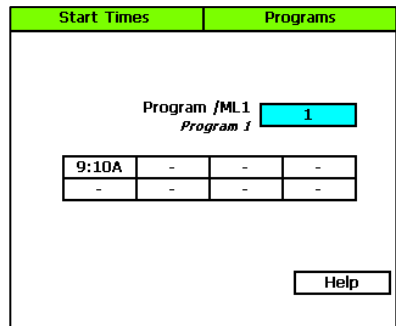 Start Times Programs
Program /ML1 1
Program 1
9:10A - - -
- - - -
Help